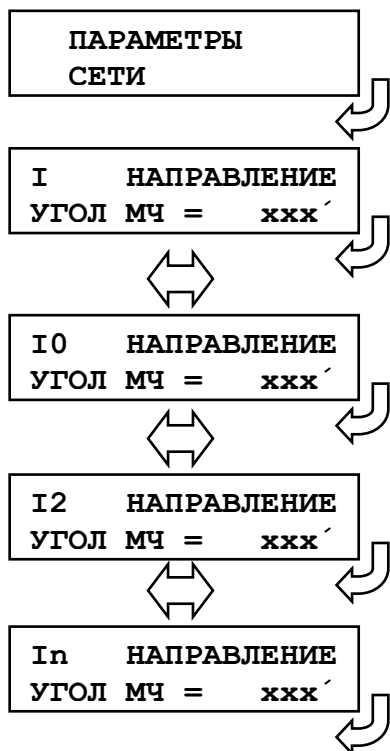 ПАРАМЕТРЫ
СЕТИ
I НАПРАВЛЕНИЕ
УГОЛ МЧ = xxx´
I0 НАПРАВЛЕНИЕ
УГОЛ МЧ = xxx´
I2 НАПРАВЛЕНИЕ
УГОЛ МЧ = xxx´
In НАПРАВЛЕНИЕ
УГОЛ МЧ = xxx´